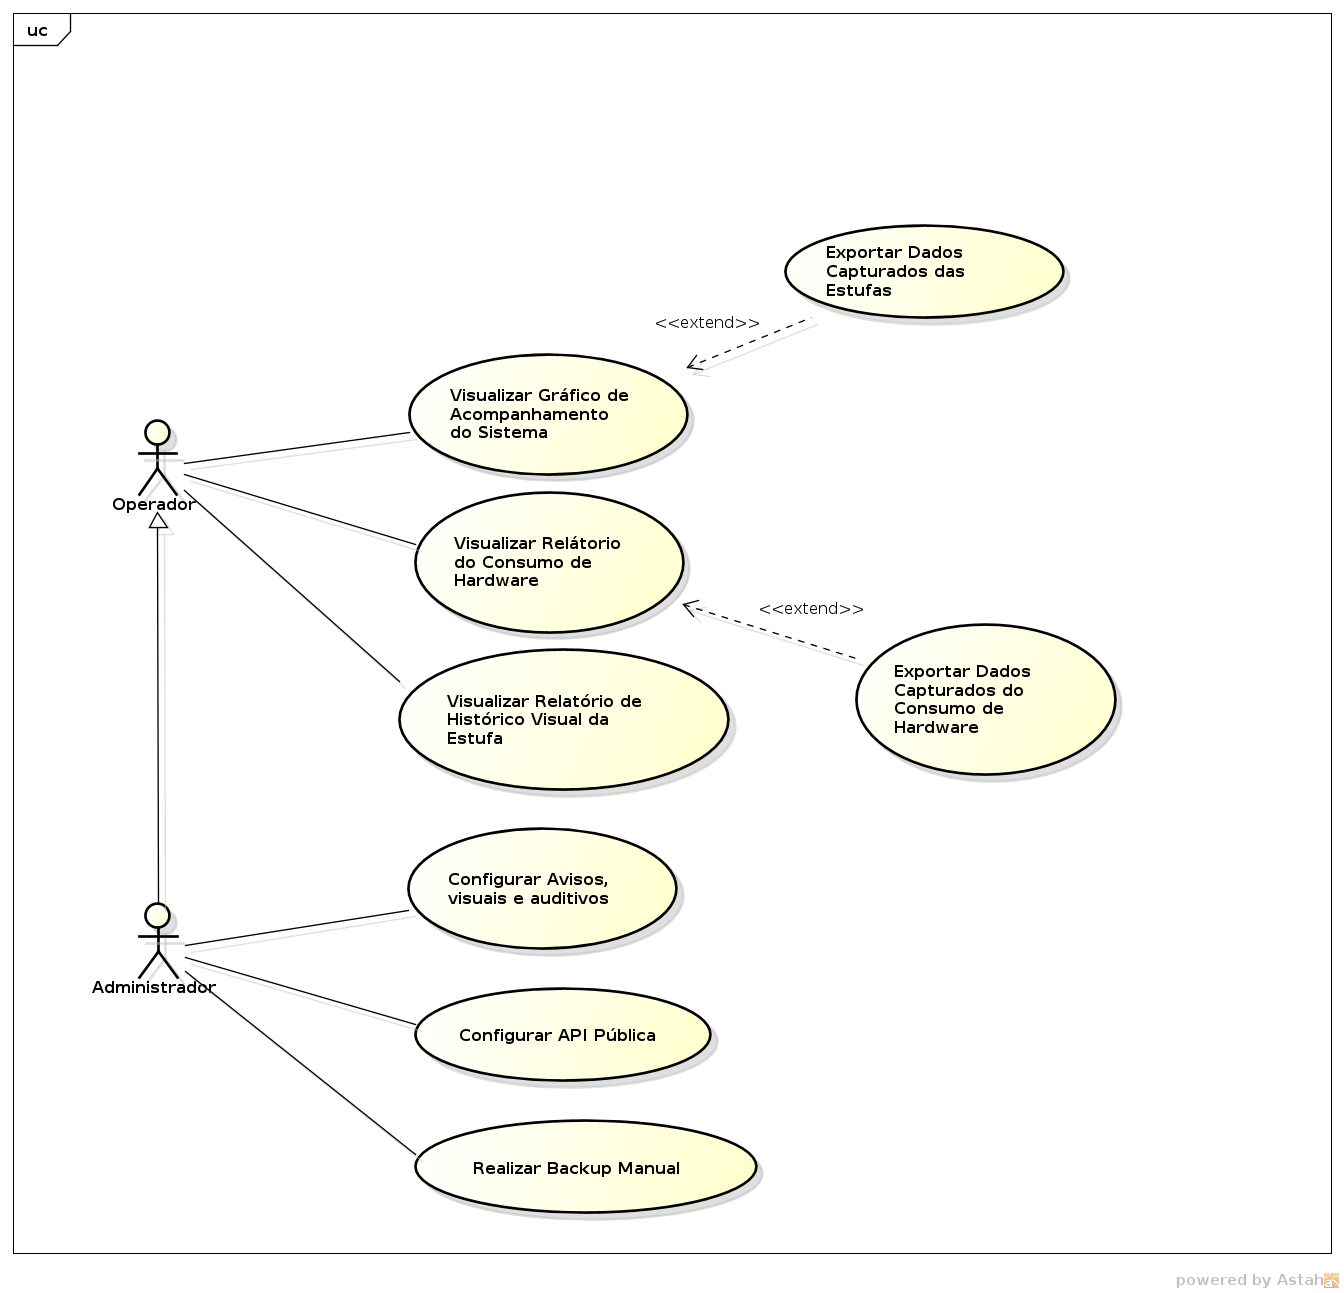 uc
Exportar Dados
Capturados das
Estufas
<<extend>>
Visualizar Gráfico de
Acompanhamento
do Sistema
Operador
Visualizar Relátorio
do Consumo de
Hardware
<<extend>>
Exportar Dados
Capturados do
Consumo de
Hardware
Visualizar Relatório de
Histórico Visual da
Estufa
Configurar Avisos,
visuais e auditivos
Administrador
Configurar API Pública
Realizar Backup Manual
powered by Astah